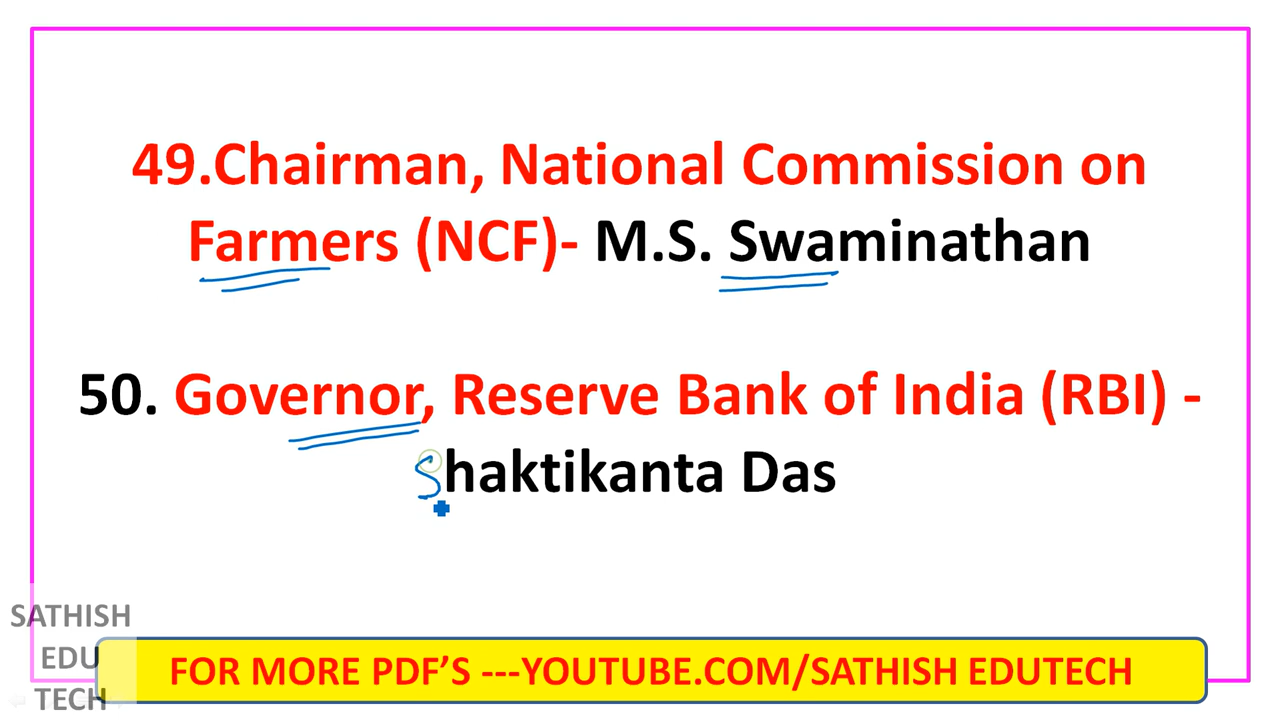 49.Chairman, National Commission on
Farmers (NCF)- M.S. Swaminathan
50. Governor, Reserve Bank of India (RBI) -
Shaktikanta Das
SATHISH
EDU
TECH
FOR MORE PDF’S ---YOUTUBE.COM/SATHISH EDUTECH